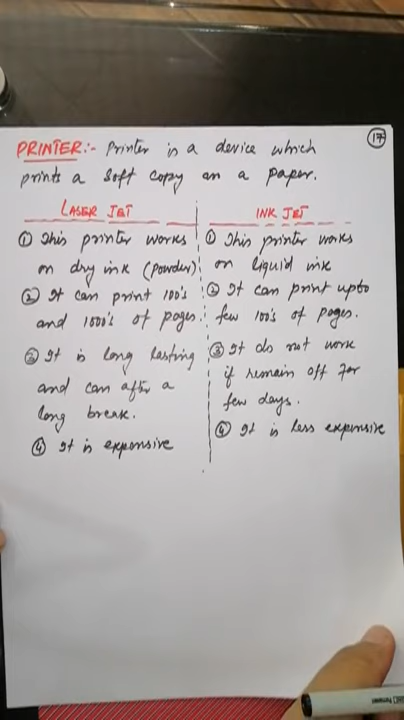 17
PRINTER:- Printer is a device which
prints a soft copy on a paper.
LASER JET
① This printer works
on dry ink (powder)
② It can print 100's
and 1000's of pages.
③ It is long lasting
and can after a
long break.
④ It is expensive
INK JET
① This printer works
on liquid ink
② It can print upto
few 100's of pages.
③ It do not work
if remain off for
few days.
④ It is less expensive